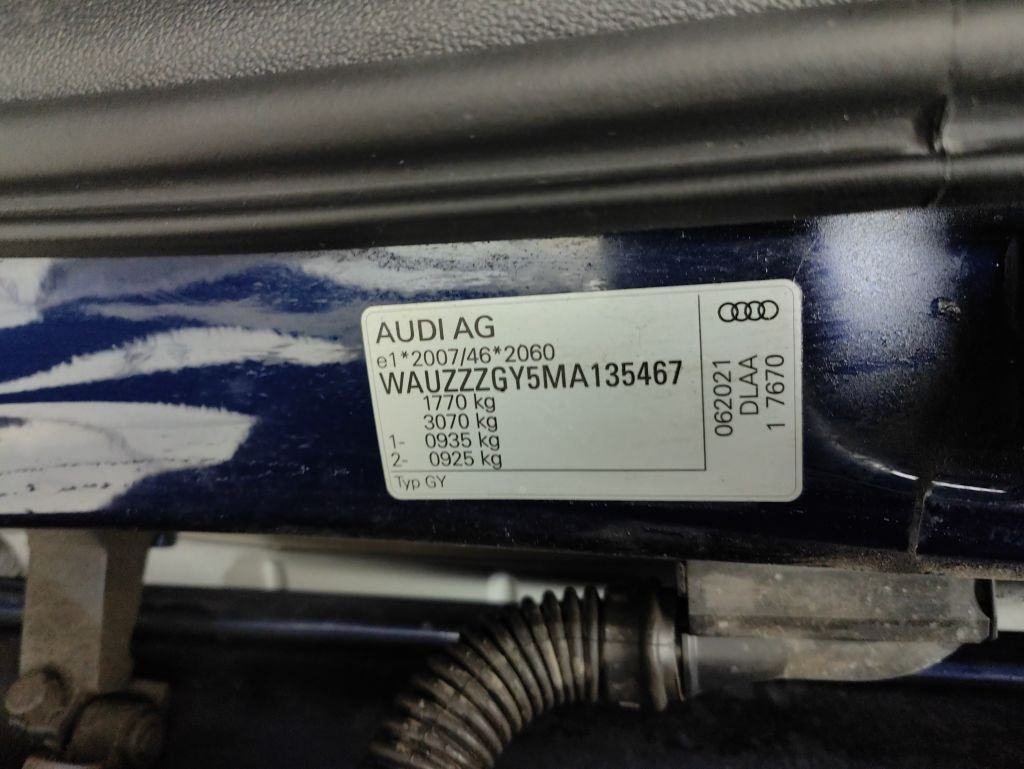 AUDI AG
e1*2007/46*2060
WAUZZZGY5MA135467
1770 kg
3070 kg
1- 0935 kg
2- 0925 kg
Typ GY
062021
DLAA
1 7670